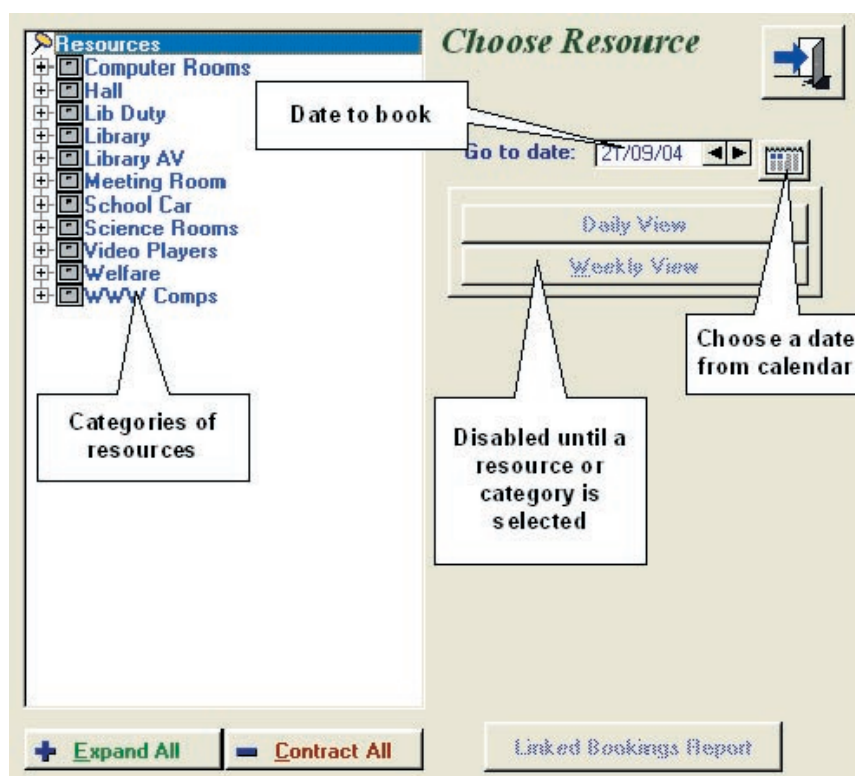 Resources
Computer Rooms
Hall
Lib Duty
Library
Library AV
Meeting Room
School Car
Science Rooms
Video Players
Welfare
WWW Comps
Categories of
resources
Expand All
Contract All
Choose Resource
Date to book
Go to date: 21/09/04
Daily View
Weekly View
Choose a date
from calendar
Disabled until a
resource or
category is
selected
Linked Bookings Report